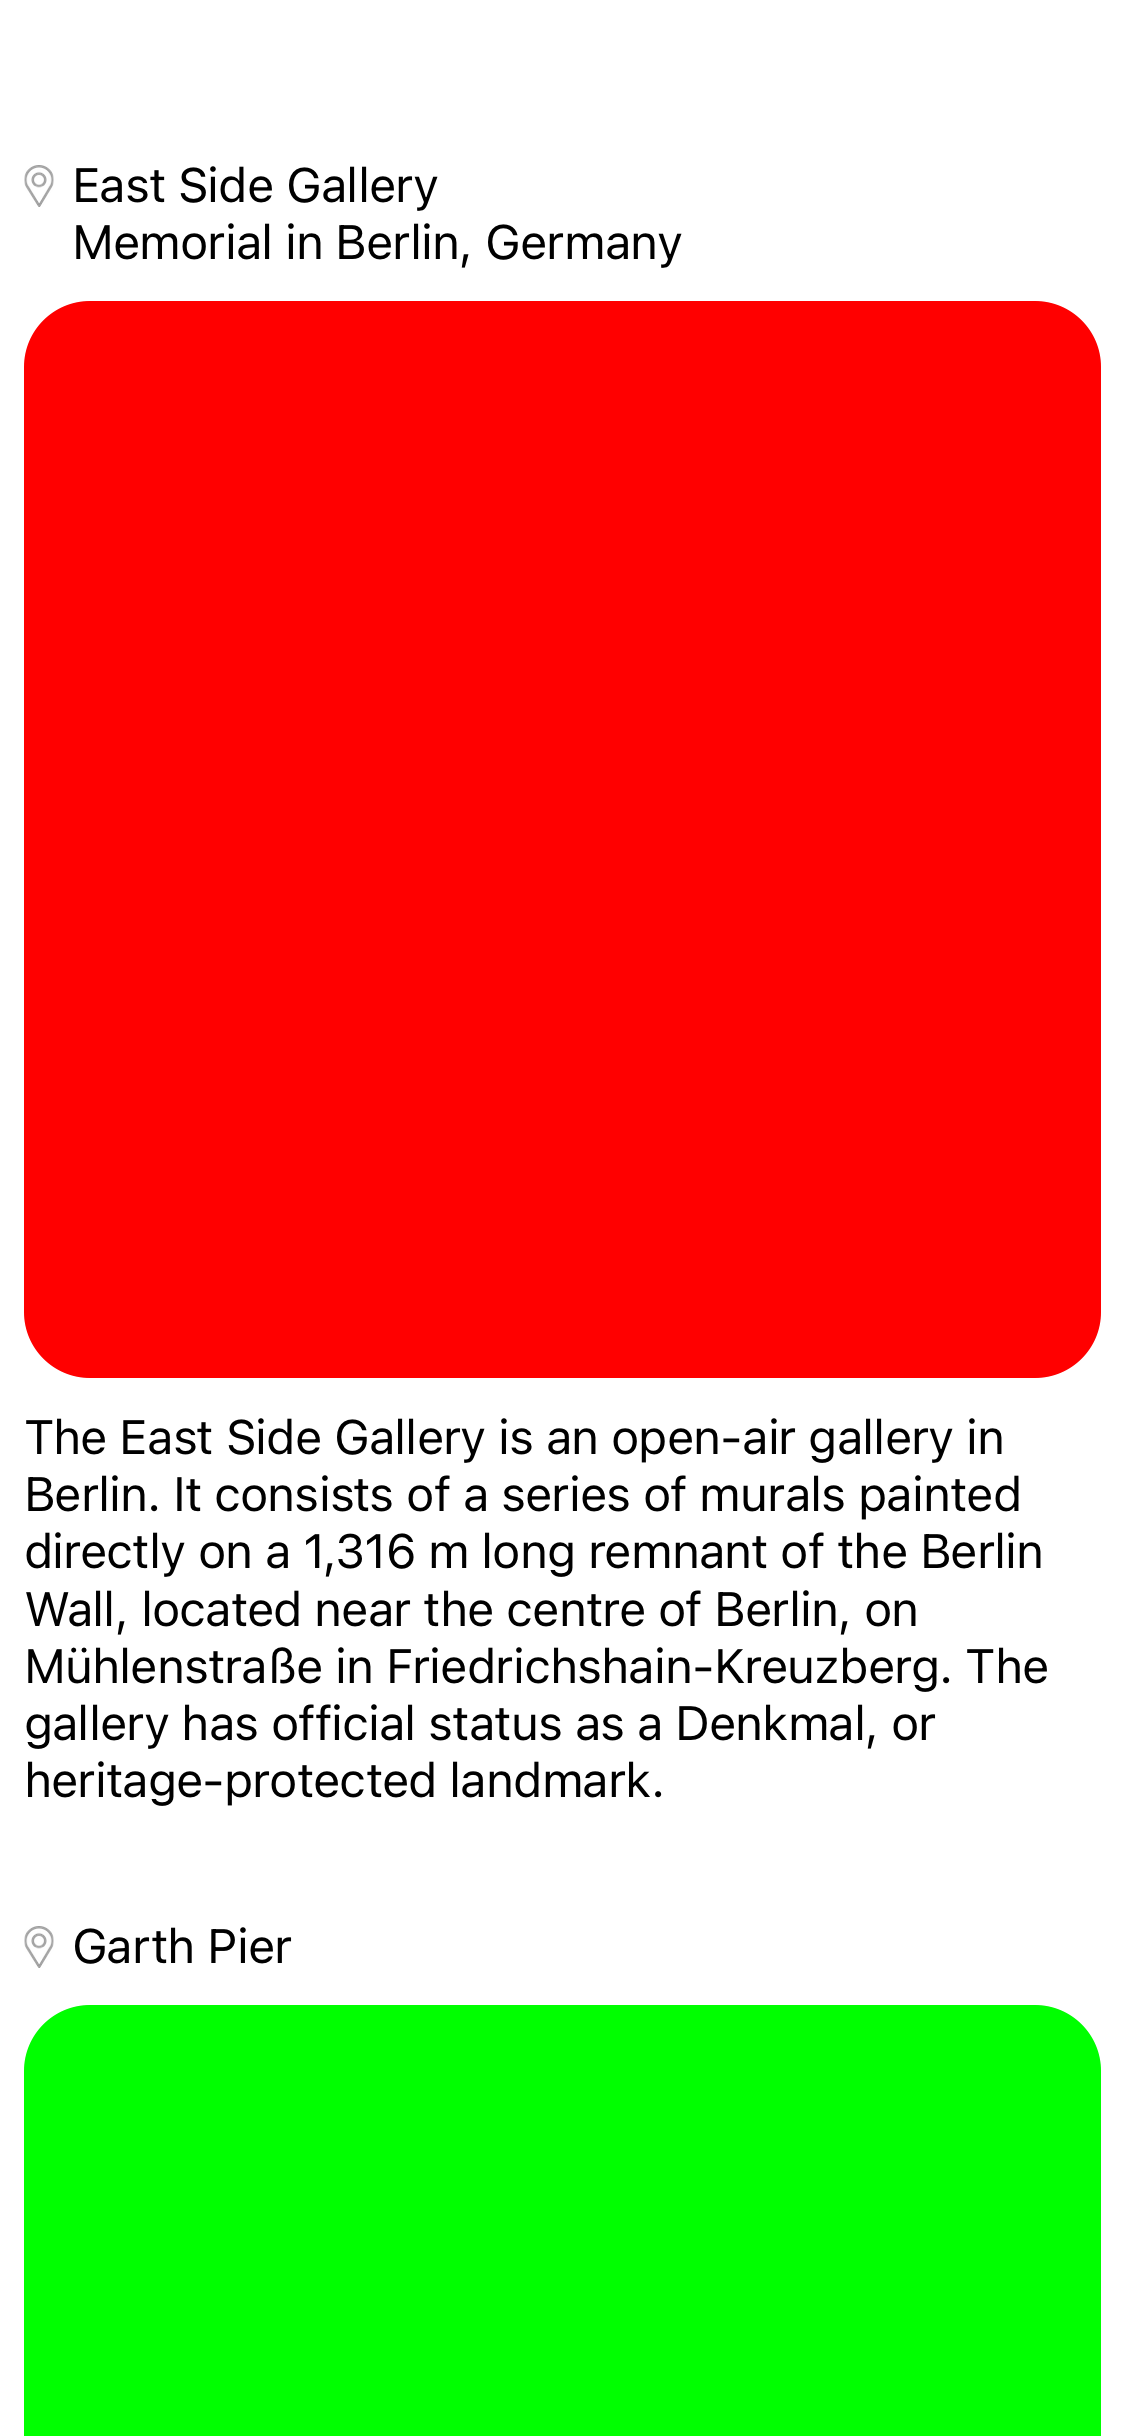 East Side Gallery
Memorial in Berlin, Germany
The East Side Gallery is an open-air gallery in
Berlin. It consists of a series of murals painted
directly on a 1,316 m long remnant of the Berlin
Wall, located near the centre of Berlin, on
Mühlenstraße in Friedrichshain-Kreuzberg. The
gallery has official status as a Denkmal, or
heritage-protected landmark.
Garth Pier